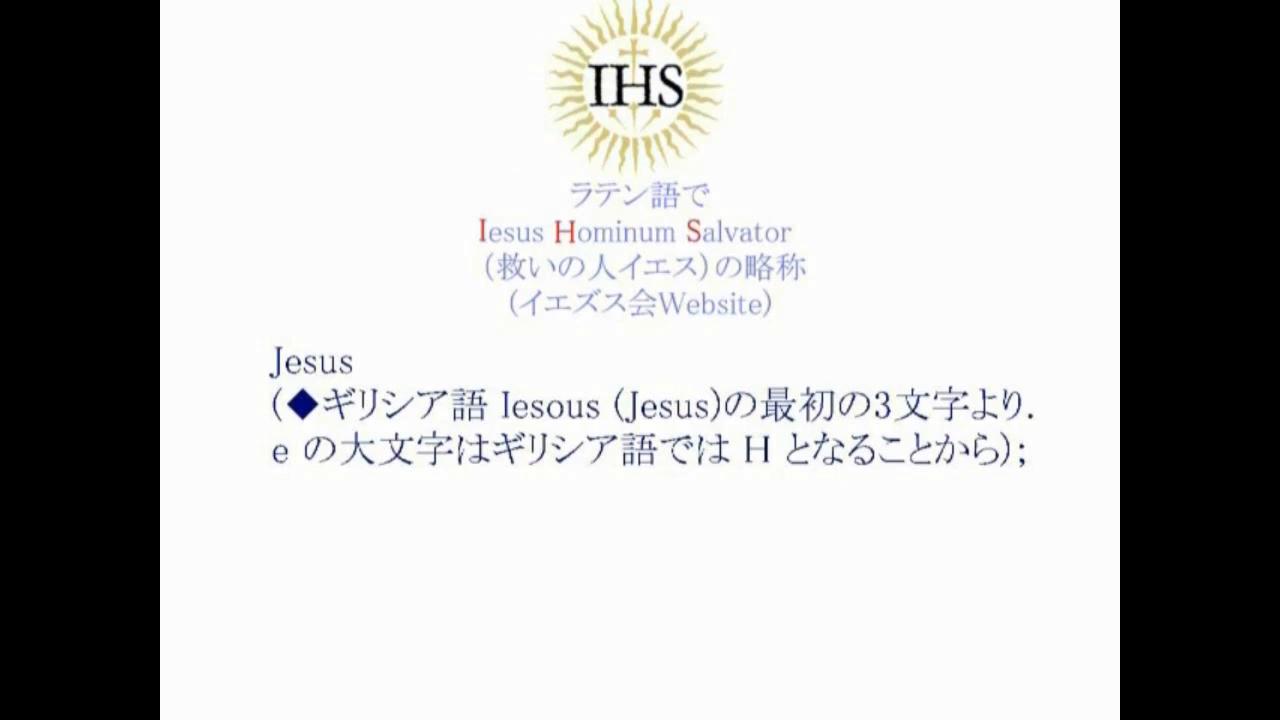 IHS
ラテン語で
Iesus Hominum Salvator
(救いの人イエス)の略称
(イエズス会Website)
Jesus
(◆ギリシア語 Iesous (Jesus)の最初の3文字より.
e の大文字はギリシア語では H となることから);